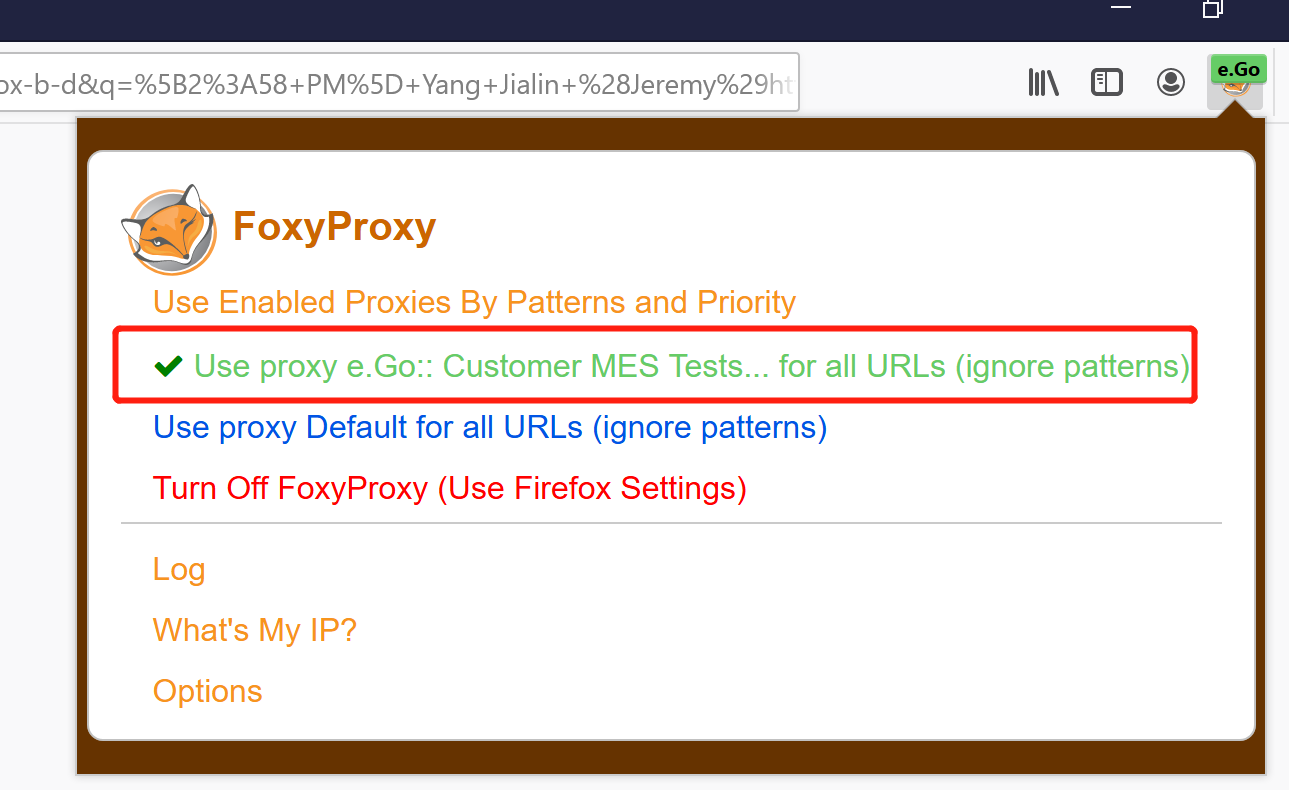 ox-b-d&q=%5B2%3A58+PM%5D+Yang+Jialin+%28Jeremy%29ht
e.Go
FoxyProxy
Use Enabled Proxies By Patterns and Priority
Use proxy e.Go:: Customer MES Tests... for all URLs (ignore patterns)
Use proxy Default for all URLs (ignore patterns)
Turn Off FoxyProxy (Use Firefox Settings)
Log
What's My IP?
Options